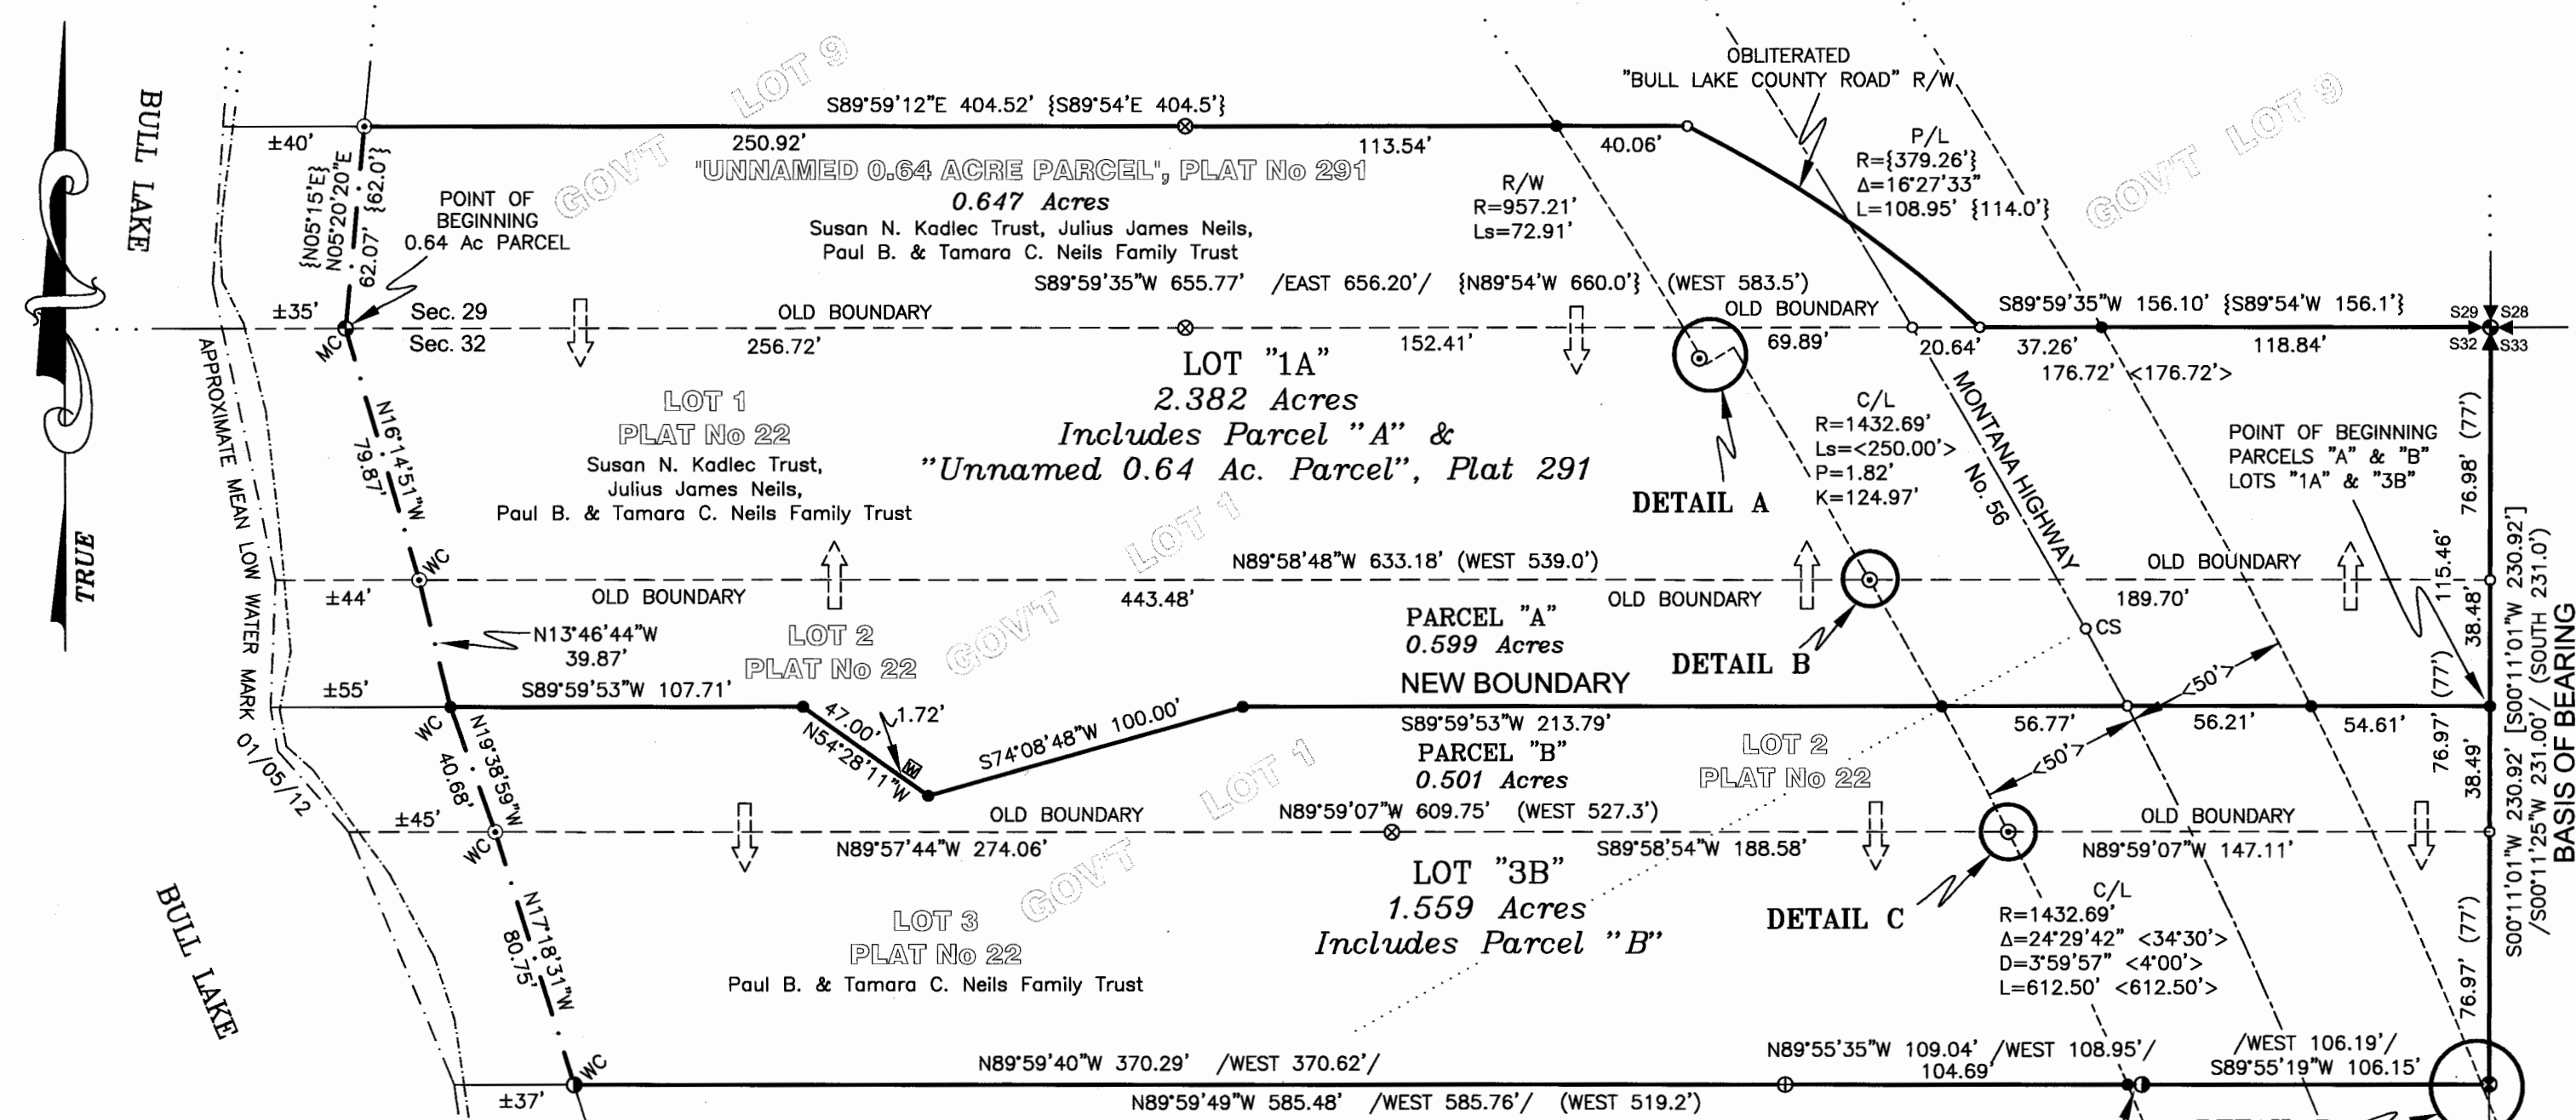 OBLITERATED
"BULL LAKE COUNTY ROAD" R/W
LOT 9
GOV'T
GOV'T LOT 9
BULL LAKE
±40'
S89°59'12"E 404.52' {S89°54'E 404.5'}
250.92'
113.54'
40.06'
"UNNAMED 0.64 ACRE PARCEL", PLAT No 291
0.647 Acres
Susan N. Kadlec Trust, Julius James Neils,
Paul B. & Tamara C. Neils Family Trust
{N05°15'E}
N05°20'20"E
62.07' {62.0'}
POINT OF
BEGINNING
0.64 Ac PARCEL
R/W
R=957.21'
Ls=72.91'
P/L
R={379.26'}
Δ=16°27'33"
L=108.95' {114.0'}
S89°59'35"W 655.77' /EAST 656.20'/ {N89°54'W 660.0'} (WEST 583.5')
±35'
Sec. 29
Sec. 32
OLD BOUNDARY
OLD BOUNDARY
S89°59'35"W 156.10' {S89°54'W 156.1'}
S29 S28
S32 S33
MC
256.72'
152.41'
69.89'
20.64'
37.26'
118.84'
176.72' <176.72'>
LOT "1A"
2.382 Acres
Includes Parcel "A" &
"Unnamed 0.64 Ac. Parcel", Plat 291
LOT 1
PLAT No 22
Susan N. Kadlec Trust,
Julius James Neils,
Paul B. & Tamara C. Neils Family Trust
N16°14'51"W
79.87'
APPROXIMATE MEAN LOW WATER MARK 01/05/12
TRUE
DETAIL A
C/L
R=1432.69'
Ls=<250.00'>
P=1.82'
K=124.97'
MONTANA HIGHWAY
No. 56
POINT OF BEGINNING
PARCELS "A" & "B"
LOTS "1A" & "3B"
76.98' (77')
115.46'
LOT 1
GOV'T
WC
N89°58'48"W 633.18' (WEST 539.0')
OLD BOUNDARY
±44'
OLD BOUNDARY
443.48'
OLD BOUNDARY
189.70'
38.48'
PARCEL "A"
0.599 Acres
N13°46'44"W
39.87'
LOT 2
PLAT No 22
CS
DETAIL B
±55'
S89°59'53"W 107.71'
NEW BOUNDARY
<50'>
WC
47.00'
N54°28'11"W
1.72'
W
S74°08'48"W 100.00'
S89°59'53"W 213.79'
56.77'
56.21'
54.61'
76.97' (77')
38.49'
N19°38'59"W
40.68'
PARCEL "B"
0.501 Acres
LOT 2
PLAT No 22
<50'>
LOT 1
GOV'T
±45'
WC
OLD BOUNDARY
N89°59'07"W 609.75' (WEST 527.3')
OLD BOUNDARY
N89°57'44"W 274.06'
S89°58'54"W 188.58'
N89°59'07"W 147.11'
S00°11'01"W 230.92' [S00°11'01"W 230.92']
/S00°11'25"W 231.00'/ (SOUTH 231.0')
BASIS OF BEARING
LOT "3B"
1.559 Acres
Includes Parcel "B"
DETAIL C
C/L
R=1432.69'
Δ=24°29'42" <34°30'>
D=3°59'57" <4°00'>
L=612.50' <612.50'>
76.97' (77')
BULL LAKE
N17°18'31"W
80.75'
LOT 3
PLAT No 22
Paul B. & Tamara C. Neils Family Trust
WC
±37'
N89°59'40"W 370.29' /WEST 370.62'/
N89°55'35"W 109.04' /WEST 108.95'/
104.69'
/WEST 106.19'/
S89°55'19"W 106.15'
N89°59'49"W 585.48' /WEST 585.76'/ (WEST 519.2')